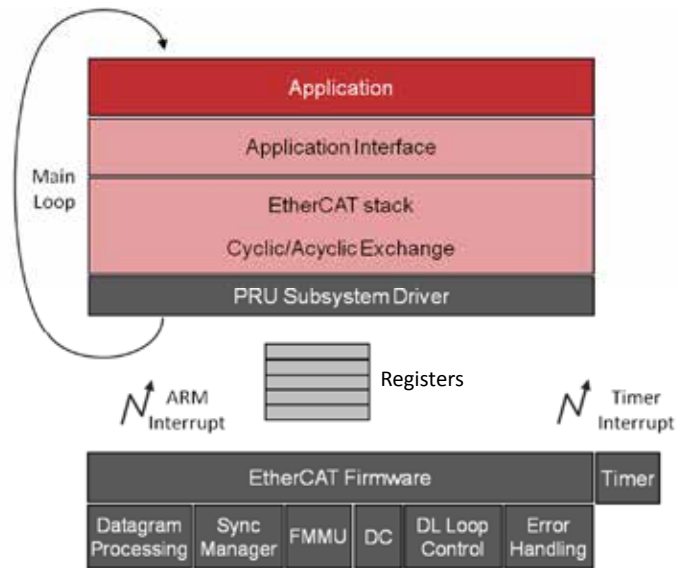 Application
Application Interface
Main
Loop
EtherCAT stack
Cyclic/Acyclic Exchange
PRU Subsystem Driver
Registers
ARM
Interrupt
Timer
Interrupt
EtherCAT Firmware
Timer
Datagram
Processing
Sync
Manager
FMMU
DC
DL Loop
Control
Error
Handling